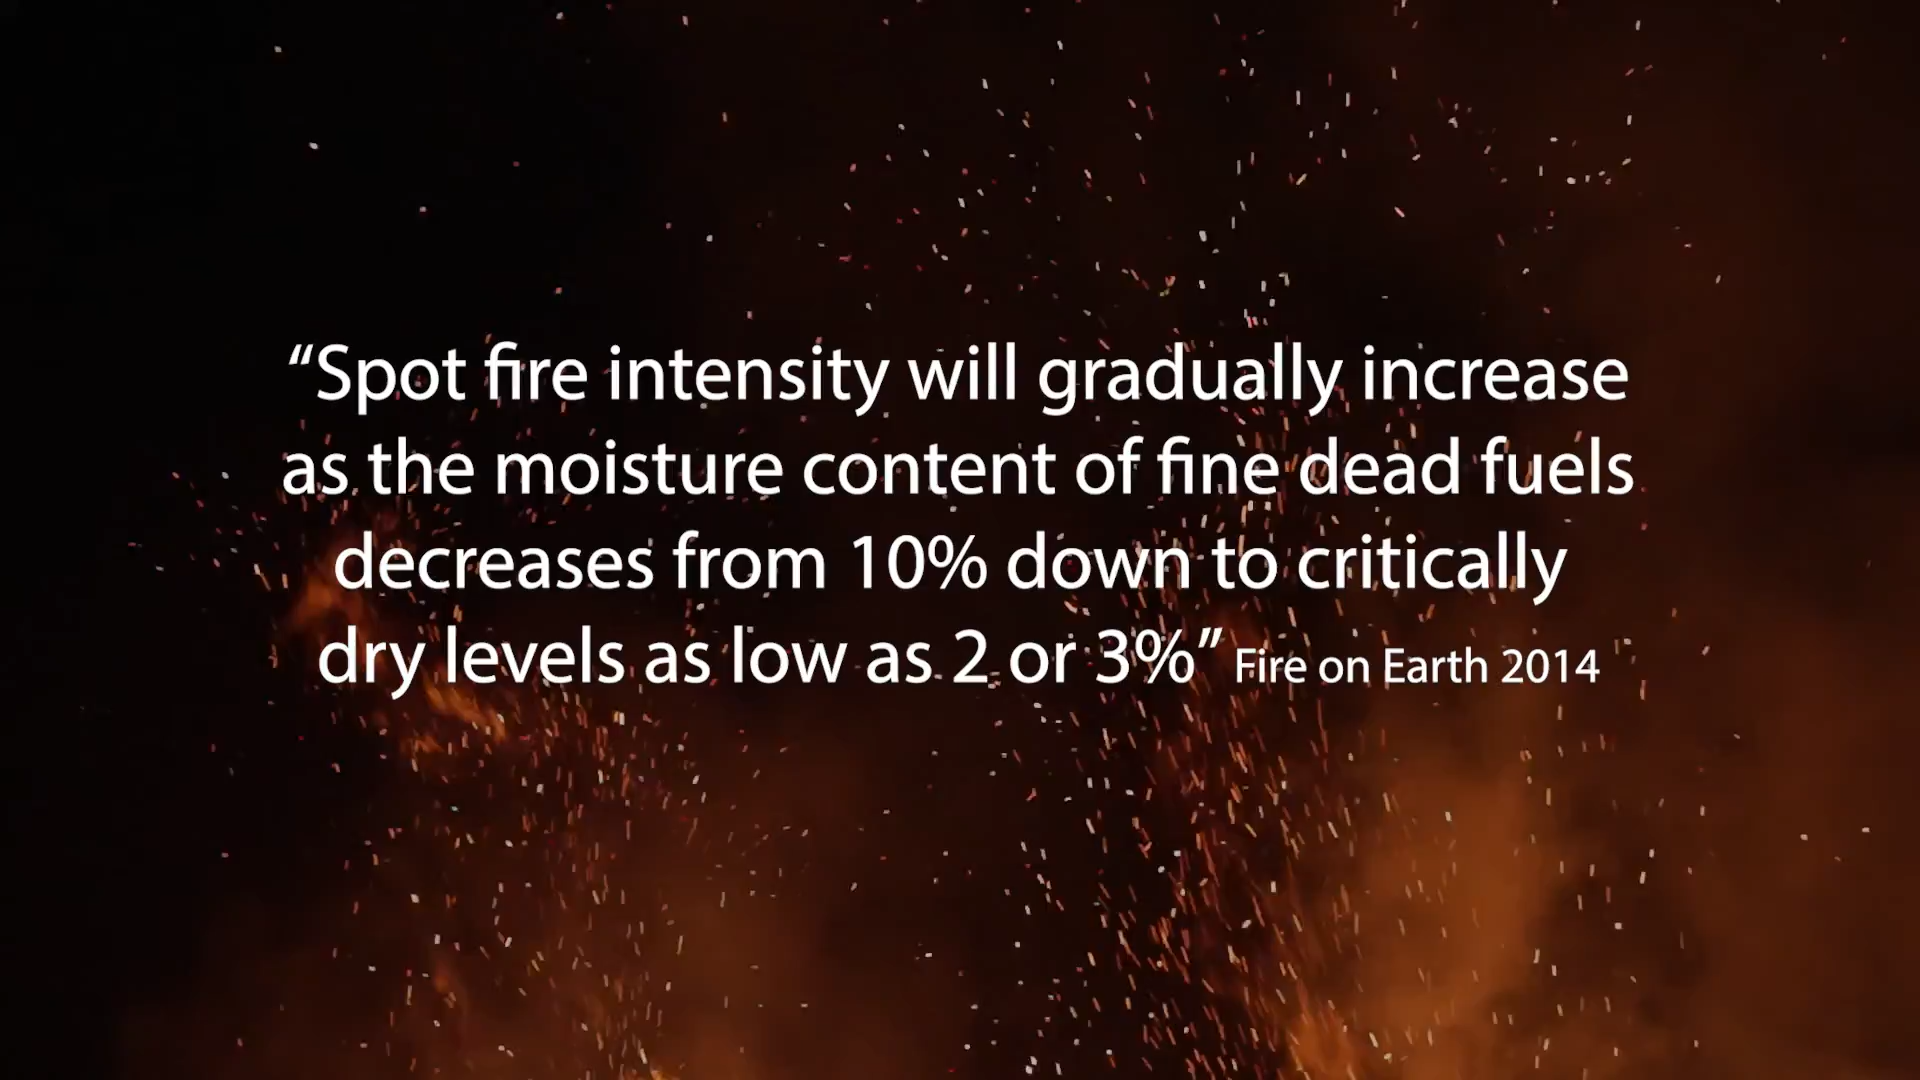 “Spot fire intensity will gradually increase
as the moisture content of fine dead fuels
decreases from 10% down to critically
dry levels as low as 2 or 3%” Fire on Earth 2014